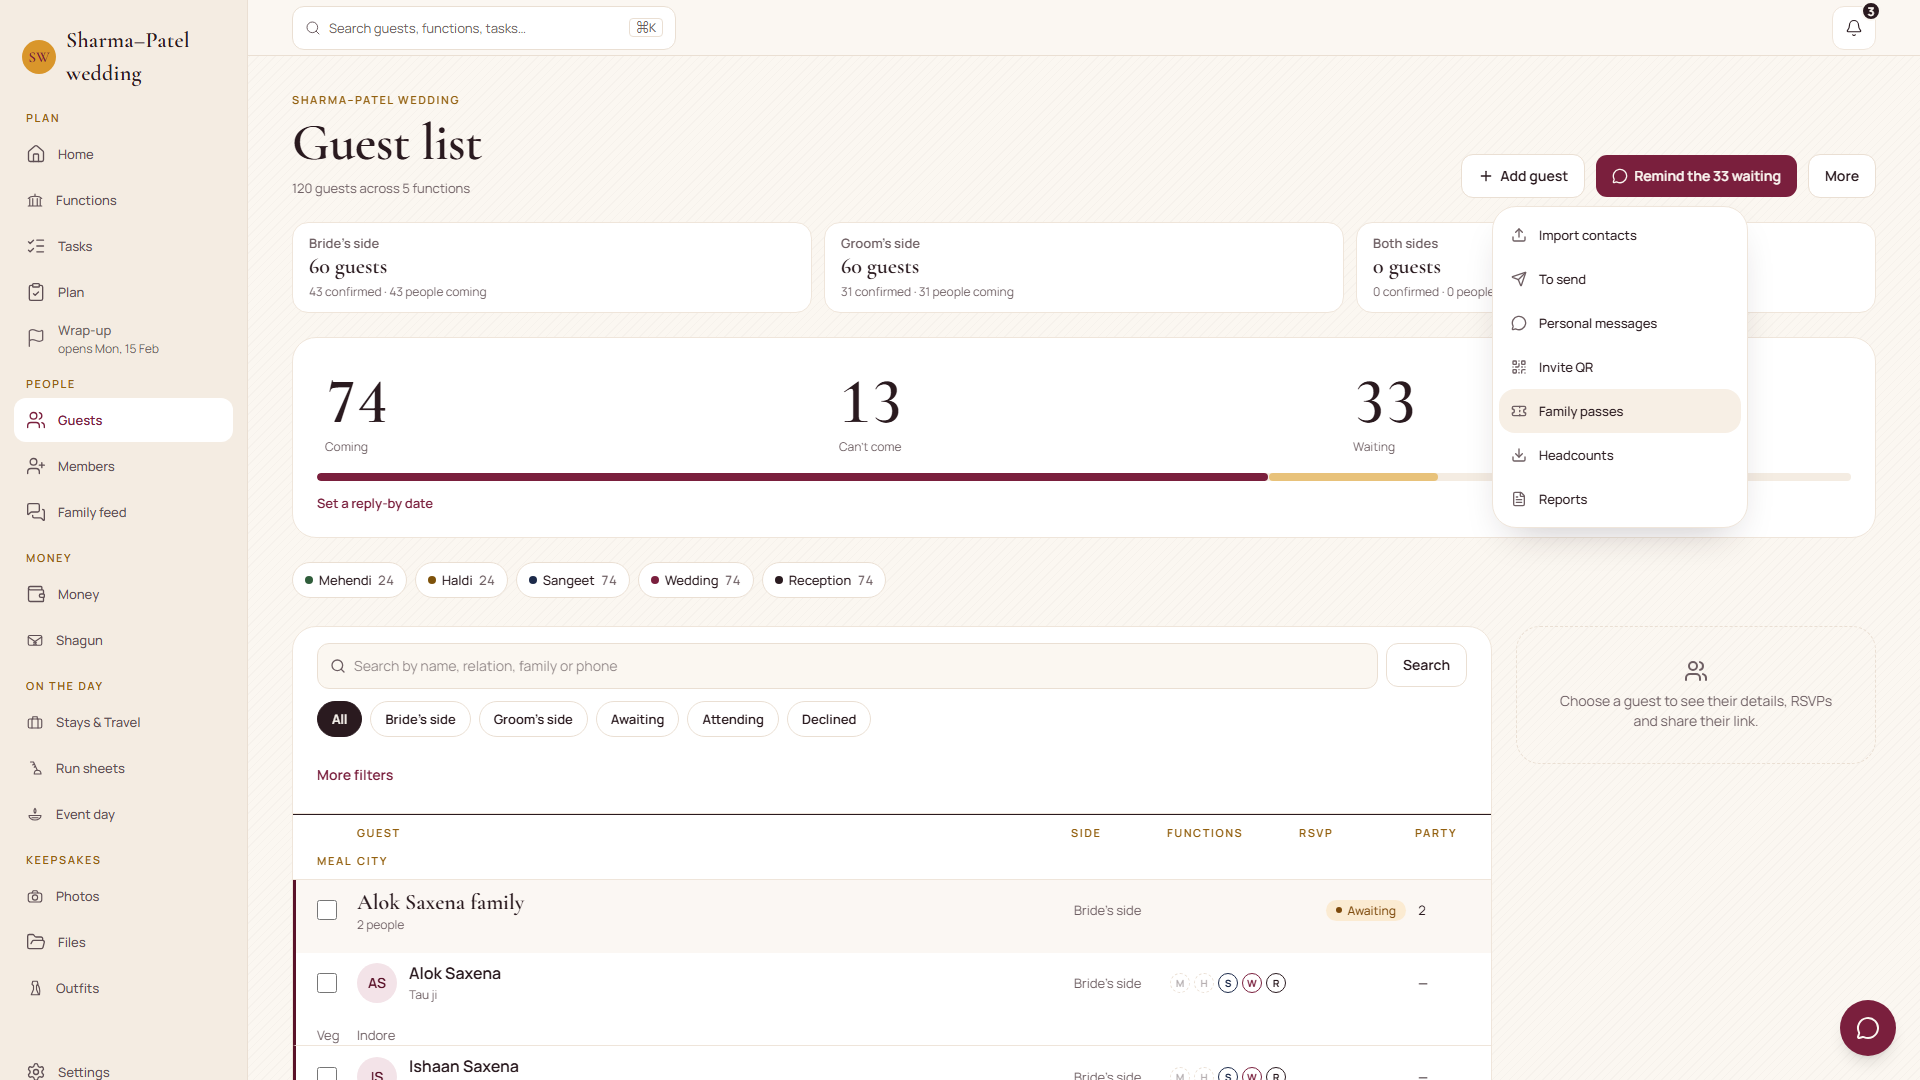 SW
Sharma–Patel
wedding
PLAN
Home
Functions
Tasks
Plan
Wrap-up
opens Mon, 15 Feb
PEOPLE
Guests
Members
Family feed
MONEY
Money
Shagun
ON THE DAY
Stays & Travel
Run sheets
Event day
KEEPSAKES
Photos
Files
Outfits
Settings
Search guests, functions, tasks… ⌘K
3
SHARMA–PATEL WEDDING
Guest list
120 guests across 5 functions
Add guest
Remind the 33 waiting
More
Import contacts
To send
Personal messages
Invite QR
Family passes
Headcounts
Reports
Bride's side
60 guests
43 confirmed · 43 people coming
Groom's side
60 guests
31 confirmed · 31 people coming
Both sides
0 guests
0 confirmed · 0 people
74
Coming
13
Can't come
33
Waiting
Set a reply-by date
Mehendi 24
Haldi 24
Sangeet 74
Wedding 74
Reception 74
Search by name, relation, family or phone
Search
All
Bride's side
Groom's side
Awaiting
Attending
Declined
More filters
Choose a guest to see their details, RSVPs
and share their link.
GUEST SIDE FUNCTIONS RSVP PARTY
MEAL CITY
Alok Saxena family
2 people
Bride's side
Awaiting
2
AS
Alok Saxena
Tau ji
Bride's side
M H S W R
–
Veg Indore
IS
Ishaan Saxena
Bride's side
M H S W R
–